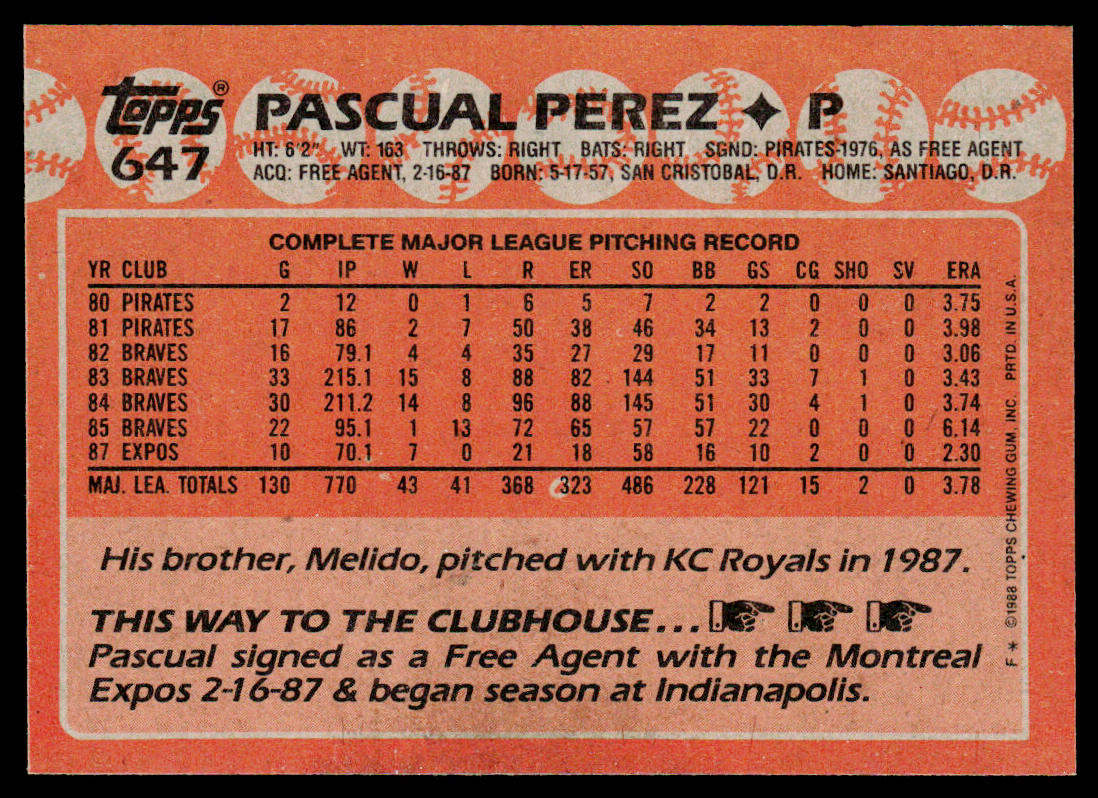 topps® PASCUAL PEREZ ✦ P
647 HT: 6'2" WT: 163 THROWS: RIGHT BATS: RIGHT SGND: PIRATES-1976, AS FREE AGENT
ACQ: FREE AGENT, 2-16-87 BORN: 5-17-57, SAN CRISTOBAL, D.R. HOME: SANTIAGO, D.R.
COMPLETE MAJOR LEAGUE PITCHING RECORD
YR CLUB G IP W L R ER SO BB GS CG SHO SV ERA
80 PIRATES 2 12 0 1 6 5 7 2 2 0 0 0 3.75
81 PIRATES 17 86 2 7 50 38 46 34 13 2 0 0 3.98
82 BRAVES 16 79.1 4 4 35 27 29 17 11 0 0 0 3.06
83 BRAVES 33 215.1 15 8 88 82 144 51 33 7 1 0 3.43
84 BRAVES 30 211.2 14 8 96 88 145 51 30 4 1 0 3.74
85 BRAVES 22 95.1 1 13 72 65 57 57 22 0 0 0 6.14
87 EXPOS 10 70.1 7 0 21 18 58 16 10 2 0 0 2.30
MAJ. LEA. TOTALS 130 770 43 41 368 323 486 228 121 15 2 0 3.78
His brother, Melido, pitched with KC Royals in 1987.
THIS WAY TO THE CLUBHOUSE...
Pascual signed as a Free Agent with the Montreal
Expos 2-16-87 & began season at Indianapolis.
F * ©1988 TOPPS CHEWING GUM, INC. PRTD. IN U.S.A.